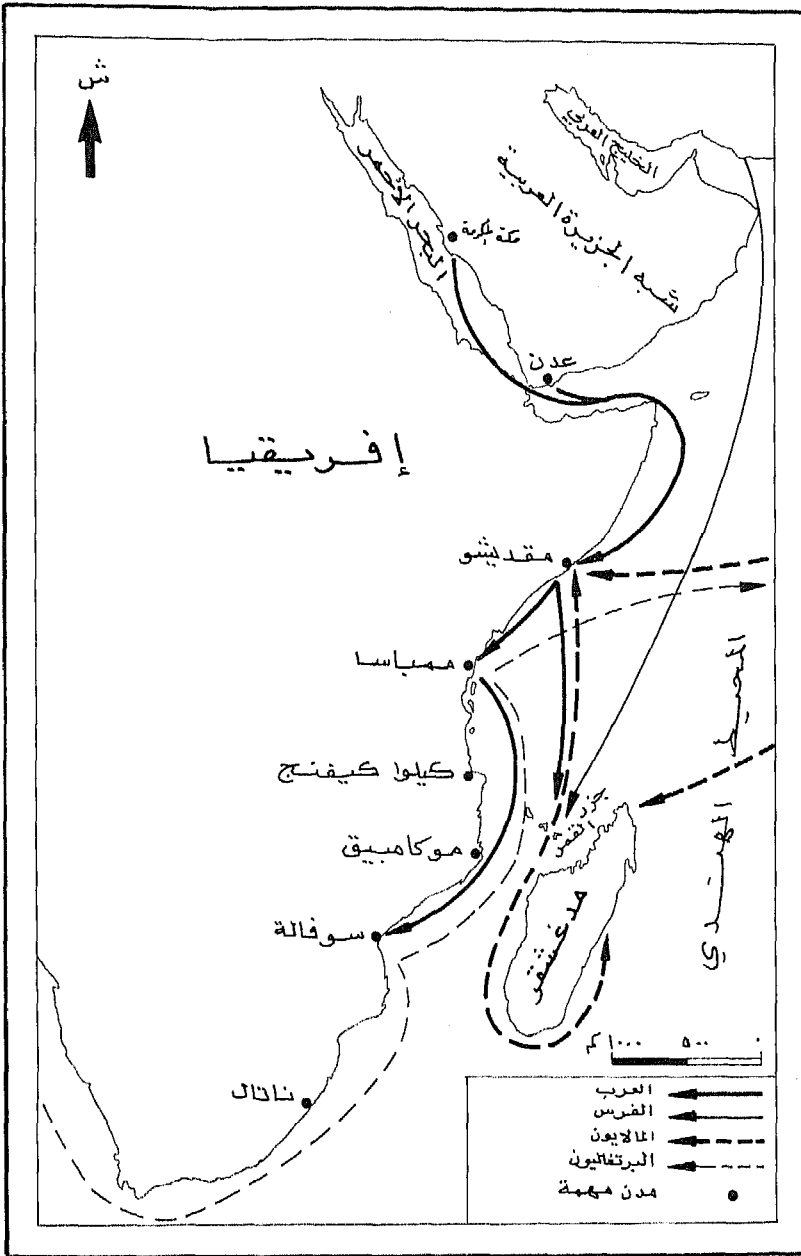 ش
الخليج العربي
البحر الأحمر
شبه الجزيرة العربية
مكة المكرمة
عدن
إفريقيا
مقديشو
ممباسا
المحيط الهندي
كيلوا كيفنج
جزر القمر
موكامبيق
سوفالة
مدغشقر
ناتال
٠ ٥٠٠ ١٠٠٠ كم
العرب
الفرس
المالايون
البرتغاليون
مدن مهمة